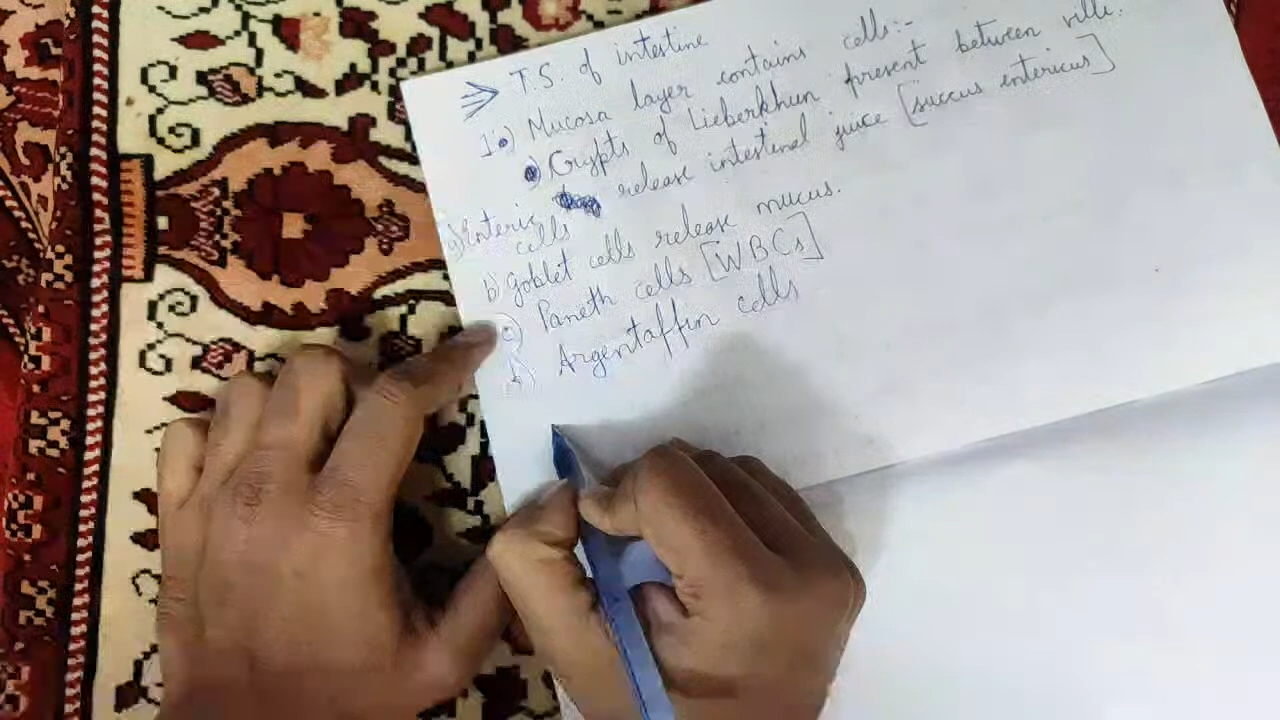 T.S. of intestine
1.) Mucosa layer contains cells:-
•) Crypts of Lieberkhun present between villi.
release intestinal juice [succus entericus]
a) Enteric cells
b) Goblet cells release mucus.
c) Paneth cells [WBCs]
d) Argentaffin cells